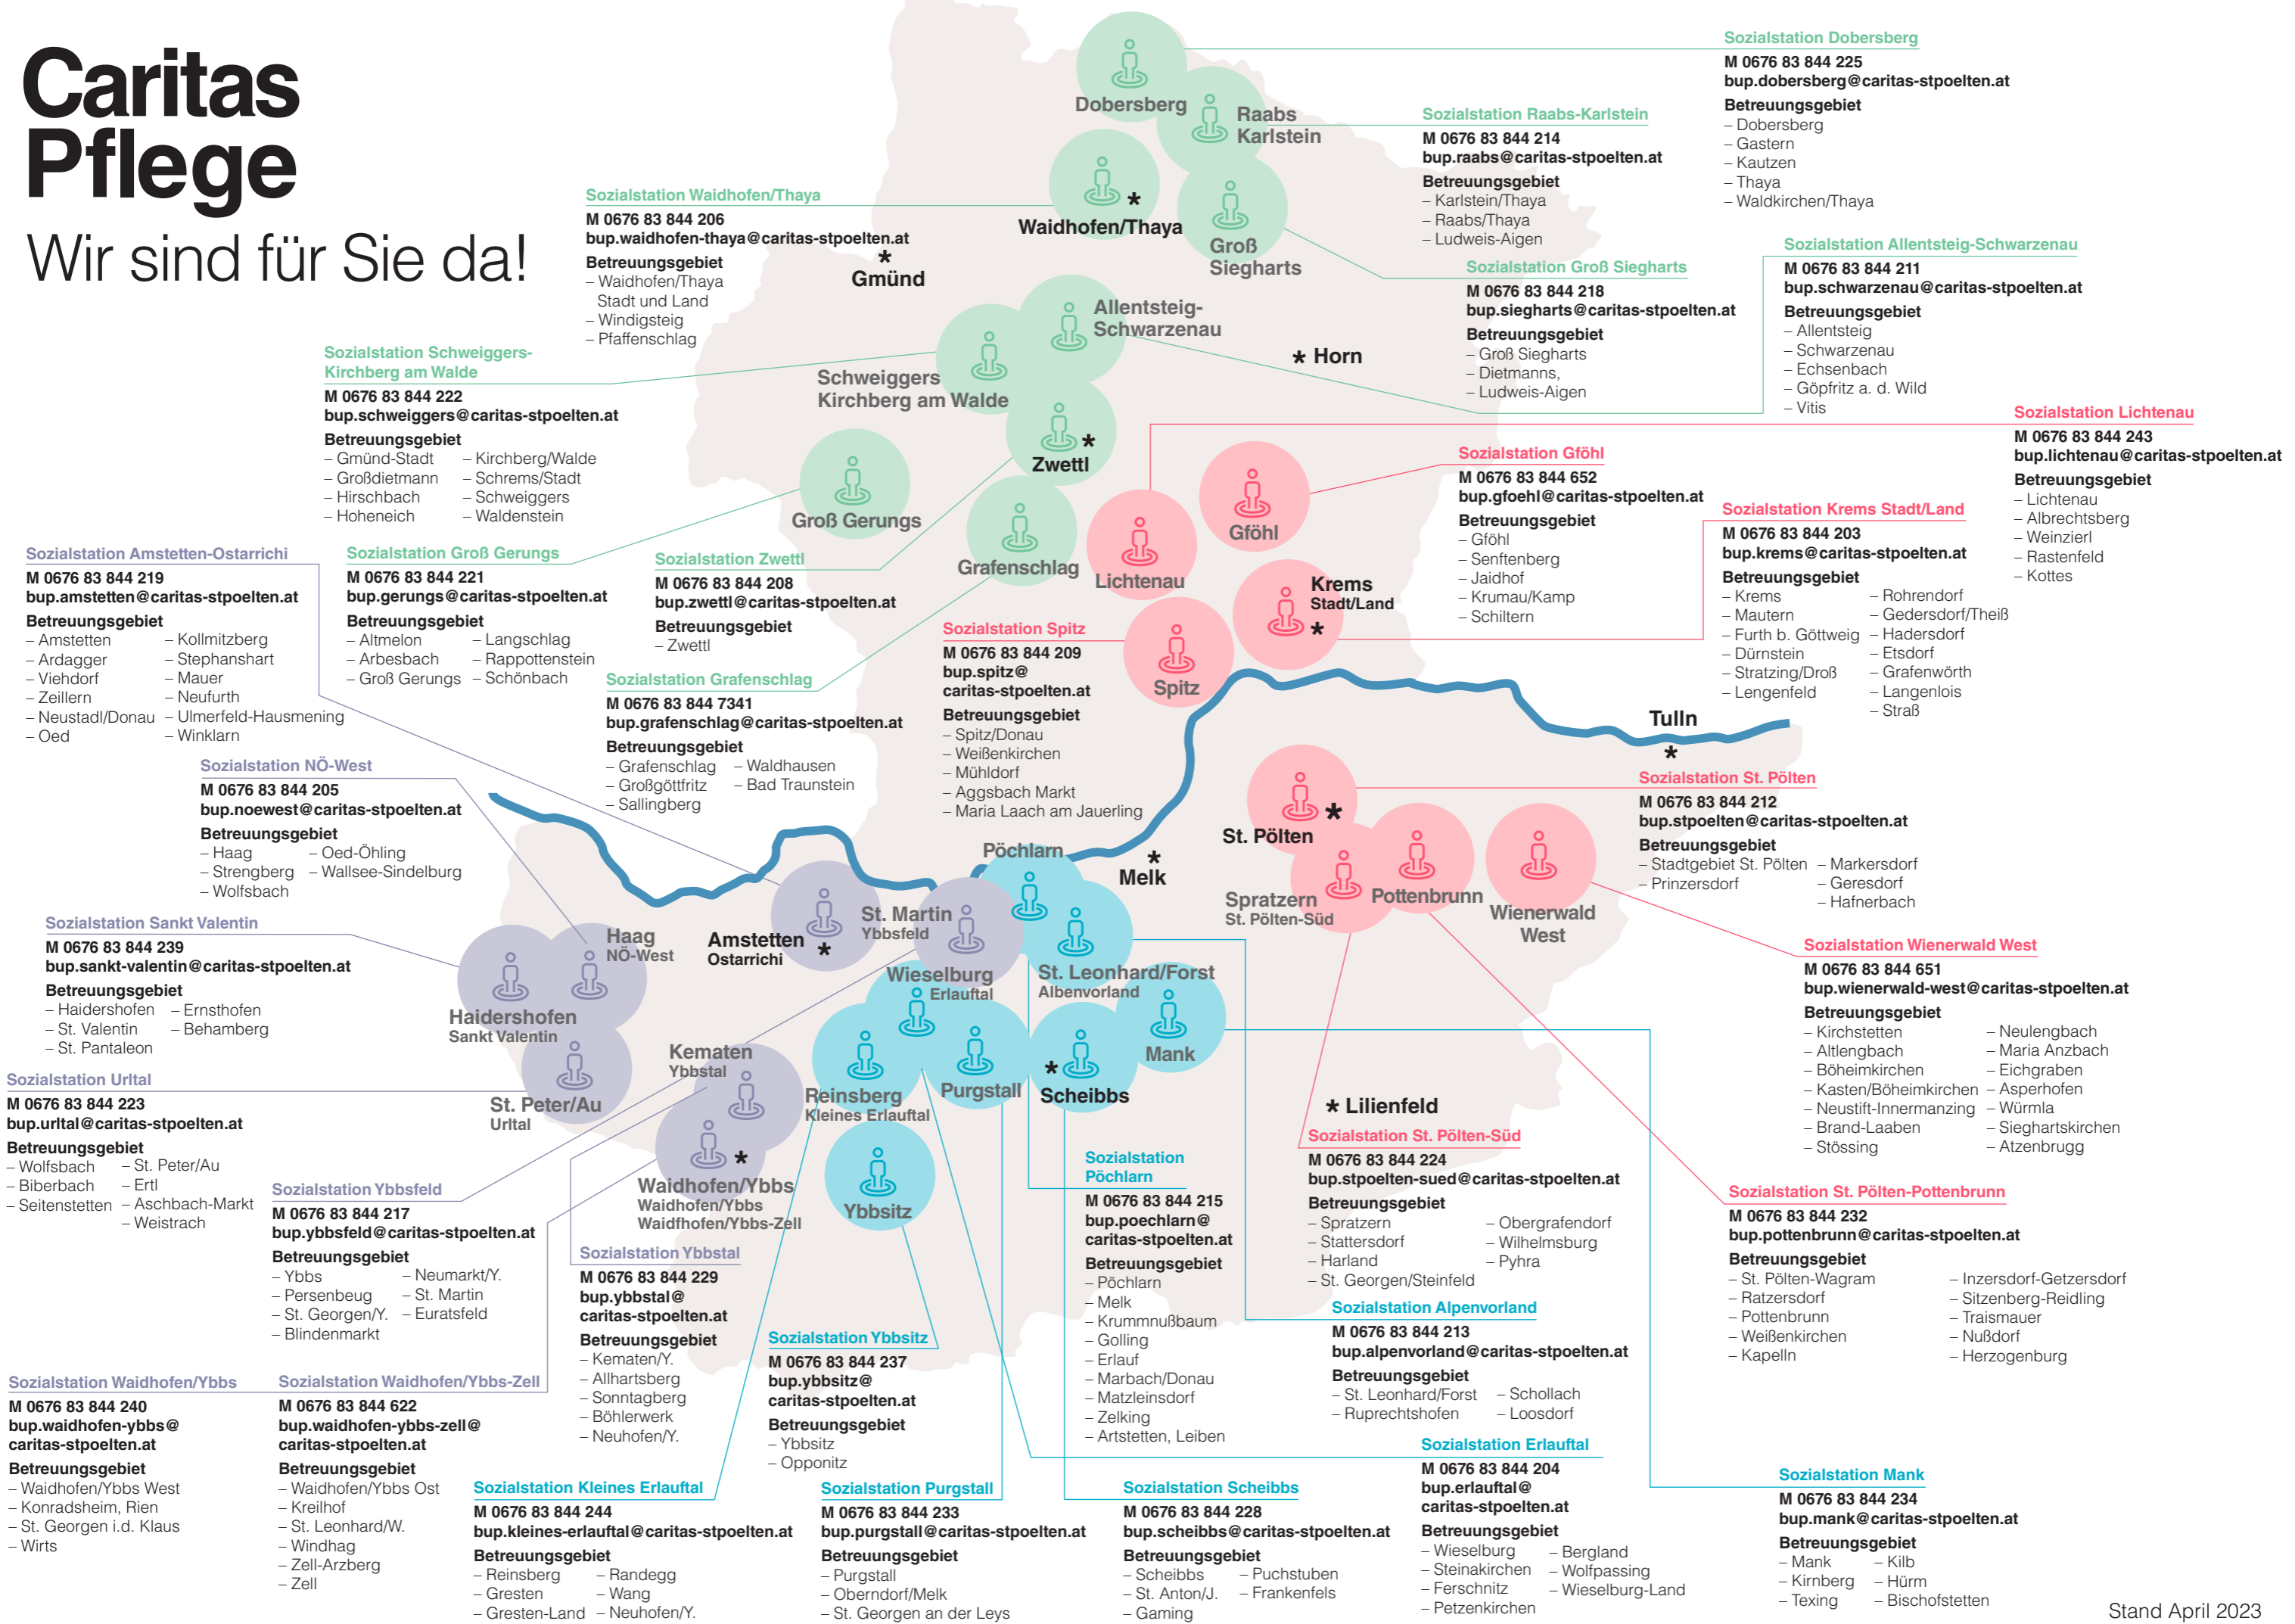 Caritas
Pflege
Wir sind für Sie da!
Sozialstation Dobersberg
M 0676 83 844 225
bup.dobersberg@caritas-stpoelten.at
Betreuungsgebiet
– Dobersberg
– Gastern
– Kautzen
– Thaya
– Waldkirchen/Thaya
Sozialstation Raabs-Karlstein
M 0676 83 844 214
bup.raabs@caritas-stpoelten.at
Betreuungsgebiet
– Karlstein/Thaya
– Raabs/Thaya
– Ludweis-Aigen
Sozialstation Waidhofen/Thaya
M 0676 83 844 206
bup.waidhofen-thaya@caritas-stpoelten.at
Betreuungsgebiet
– Waidhofen/Thaya
Stadt und Land
– Windigsteig
– Pfaffenschlag
Sozialstation Groß Siegharts
M 0676 83 844 218
bup.siegharts@caritas-stpoelten.at
Betreuungsgebiet
– Groß Siegharts
– Dietmanns,
– Ludweis-Aigen
Sozialstation Allentsteig-Schwarzenau
M 0676 83 844 211
bup.schwarzenau@caritas-stpoelten.at
Betreuungsgebiet
– Allentsteig
– Schwarzenau
– Echsenbach
– Göpfritz a. d. Wild
– Vitis
Sozialstation Schweiggers-
Kirchberg am Walde
M 0676 83 844 222
bup.schweiggers@caritas-stpoelten.at
Betreuungsgebiet
– Gmünd-Stadt
– Großdietmann
– Hirschbach
– Hoheneich
– Kirchberg/Walde
– Schrems/Stadt
– Schweiggers
– Waldenstein
Sozialstation Lichtenau
M 0676 83 844 243
bup.lichtenau@caritas-stpoelten.at
Betreuungsgebiet
– Lichtenau
– Albrechtsberg
– Weinzierl
– Rastenfeld
– Kottes
Sozialstation Gföhl
M 0676 83 844 652
bup.gfoehl@caritas-stpoelten.at
Betreuungsgebiet
– Gföhl
– Senftenberg
– Jaidhof
– Krumau/Kamp
– Schiltern
Sozialstation Krems Stadt/Land
M 0676 83 844 203
bup.krems@caritas-stpoelten.at
Betreuungsgebiet
– Krems
– Mautern
– Furth b. Göttweig
– Dürnstein
– Stratzing/Droß
– Lengenfeld
– Rohrendorf
– Gedersdorf/Theiß
– Hadersdorf
– Etsdorf
– Grafenwörth
– Langenlois
– Straß
Sozialstation Amstetten-Ostarrichi
M 0676 83 844 219
bup.amstetten@caritas-stpoelten.at
Betreuungsgebiet
– Amstetten
– Ardagger
– Viehdorf
– Zeillern
– Neustadl/Donau
– Oed
– Kollmitzberg
– Stephanshart
– Mauer
– Neufurth
– Ulmerfeld-Hausmening
– Winklarn
Sozialstation Groß Gerungs
M 0676 83 844 221
bup.gerungs@caritas-stpoelten.at
Betreuungsgebiet
– Altmelon
– Arbesbach
– Groß Gerungs
– Langschlag
– Rappottenstein
– Schönbach
Sozialstation Zwettl
M 0676 83 844 208
bup.zwettl@caritas-stpoelten.at
Betreuungsgebiet
– Zwettl
Sozialstation Grafenschlag
M 0676 83 844 7341
bup.grafenschlag@caritas-stpoelten.at
Betreuungsgebiet
– Grafenschlag
– Großgöttfritz
– Sallingberg
– Waldhausen
– Bad Traunstein
Sozialstation Spitz
M 0676 83 844 209
bup.spitz@
caritas-stpoelten.at
Betreuungsgebiet
– Spitz/Donau
– Weißenkirchen
– Mühldorf
– Aggsbach Markt
– Maria Laach am Jauerling
Sozialstation NÖ-West
M 0676 83 844 205
bup.noewest@caritas-stpoelten.at
Betreuungsgebiet
– Haag
– Strengberg
– Wolfsbach
– Oed-Öhling
– Wallsee-Sindelburg
Sozialstation St. Pölten
M 0676 83 844 212
bup.stpoelten@caritas-stpoelten.at
Betreuungsgebiet
– Stadtgebiet St. Pölten
– Prinzersdorf
– Markersdorf
– Geresdorf
– Hafnerbach
Sozialstation Sankt Valentin
M 0676 83 844 239
bup.sankt-valentin@caritas-stpoelten.at
Betreuungsgebiet
– Haidershofen
– St. Valentin
– St. Pantaleon
– Ernsthofen
– Behamberg
Sozialstation Wienerwald West
M 0676 83 844 651
bup.wienerwald-west@caritas-stpoelten.at
Betreuungsgebiet
– Kirchstetten
– Altlengbach
– Böheimkirchen
– Kasten/Böheimkirchen
– Neustift-Innermanzing
– Brand-Laaben
– Stössing
– Neulengbach
– Maria Anzbach
– Eichgraben
– Asperhofen
– Würmla
– Sieghartskirchen
– Atzenbrugg
Sozialstation Urltal
M 0676 83 844 223
bup.urltal@caritas-stpoelten.at
Betreuungsgebiet
– Wolfsbach
– Biberbach
– Seitenstetten
– St. Peter/Au
– Ertl
– Aschbach-Markt
– Weistrach
Sozialstation Ybbsfeld
M 0676 83 844 217
bup.ybbsfeld@caritas-stpoelten.at
Betreuungsgebiet
– Ybbs
– Persenbeug
– St. Georgen/Y.
– Blindenmarkt
– Neumarkt/Y.
– St. Martin
– Euratsfeld
Sozialstation Ybbstal
M 0676 83 844 229
bup.ybbstal@
caritas-stpoelten.at
Betreuungsgebiet
– Kematen/Y.
– Allhartsberg
– Sonntagberg
– Böhlerwerk
– Neuhofen/Y.
Sozialstation Ybbsitz
M 0676 83 844 237
bup.ybbsitz@
caritas-stpoelten.at
Betreuungsgebiet
– Ybbsitz
– Opponitz
Sozialstation
Pöchlarn
M 0676 83 844 215
bup.poechlarn@
caritas-stpoelten.at
Betreuungsgebiet
– Pöchlarn
– Melk
– Krummnußbaum
– Golling
– Erlauf
– Marbach/Donau
– Matzleinsdorf
– Zelking
– Artstetten, Leiben
Sozialstation St. Pölten-Süd
M 0676 83 844 224
bup.stpoelten-sued@caritas-stpoelten.at
Betreuungsgebiet
– Spratzern
– Stattersdorf
– Harland
– St. Georgen/Steinfeld
– Obergrafendorf
– Wilhelmsburg
– Pyhra
Sozialstation St. Pölten-Pottenbrunn
M 0676 83 844 232
bup.pottenbrunn@caritas-stpoelten.at
Betreuungsgebiet
– St. Pölten-Wagram
– Ratzersdorf
– Pottenbrunn
– Weißenkirchen
– Kapelln
– Inzersdorf-Getzersdorf
– Sitzenberg-Reidling
– Traismauer
– Nußdorf
– Herzogenburg
Sozialstation Alpenvorland
M 0676 83 844 213
bup.alpenvorland@caritas-stpoelten.at
Betreuungsgebiet
– St. Leonhard/Forst
– Ruprechtshofen
– Schollach
– Loosdorf
Sozialstation Waidhofen/Ybbs
M 0676 83 844 240
bup.waidhofen-ybbs@
caritas-stpoelten.at
Betreuungsgebiet
– Waidhofen/Ybbs West
– Konradsheim, Rien
– St. Georgen i.d. Klaus
– Wirts
Sozialstation Waidhofen/Ybbs-Zell
M 0676 83 844 622
bup.waidhofen-ybbs-zell@
caritas-stpoelten.at
Betreuungsgebiet
– Waidhofen/Ybbs Ost
– Kreilhof
– St. Leonhard/W.
– Windhag
– Zell-Arzberg
– Zell
Sozialstation Kleines Erlauftal
M 0676 83 844 244
bup.kleines-erlauftal@caritas-stpoelten.at
Betreuungsgebiet
– Reinsberg
– Gresten
– Gresten-Land
– Randegg
– Wang
– Neuhofen/Y.
Sozialstation Purgstall
M 0676 83 844 233
bup.purgstall@caritas-stpoelten.at
Betreuungsgebiet
– Purgstall
– Oberndorf/Melk
– St. Georgen an der Leys
Sozialstation Scheibbs
M 0676 83 844 228
bup.scheibbs@caritas-stpoelten.at
Betreuungsgebiet
– Scheibbs
– St. Anton/J.
– Gaming
– Puchstuben
– Frankenfels
Sozialstation Erlauftal
M 0676 83 844 204
bup.erlauftal@
caritas-stpoelten.at
Betreuungsgebiet
– Wieselburg
– Steinakirchen
– Ferschnitz
– Petzenkirchen
– Bergland
– Wolfpassing
– Wieselburg-Land
Sozialstation Mank
M 0676 83 844 234
bup.mank@caritas-stpoelten.at
Betreuungsgebiet
– Mank
– Kirnberg
– Texing
– Kilb
– Hürm
– Bischofstetten
Dobersberg
Raabs
Karlstein
* 
Waidhofen/Thaya
Groß
Siegharts
*
Gmünd
Allentsteig-
Schwarzenau
* Horn
Schweiggers
Kirchberg am Walde
*
Zwettl
Groß Gerungs
Grafenschlag
Lichtenau
Gföhl
Krems
Stadt/Land
*
Spitz
Tulln
*
*
St. Pölten
Spratzern
St. Pölten-Süd
Pottenbrunn
Wienerwald
West
Pöchlarn
*
Melk
St. Martin
Ybbsfeld
Amstetten
Ostarrichi
*
Haag
NÖ-West
Haidershofen
Sankt Valentin
St. Peter/Au
Urltal
Wieselburg
Erlauftal
St. Leonhard/Forst
Albenvorland
Mank
Kematen
Ybbstal
Reinsberg
Kleines Erlauftal
Purgstall
*
Scheibbs
* Lilienfeld
*
Waidhofen/Ybbs
Waidhofen/Ybbs
Waidfhofen/Ybbs-Zell
Ybbsitz
Stand April 2023